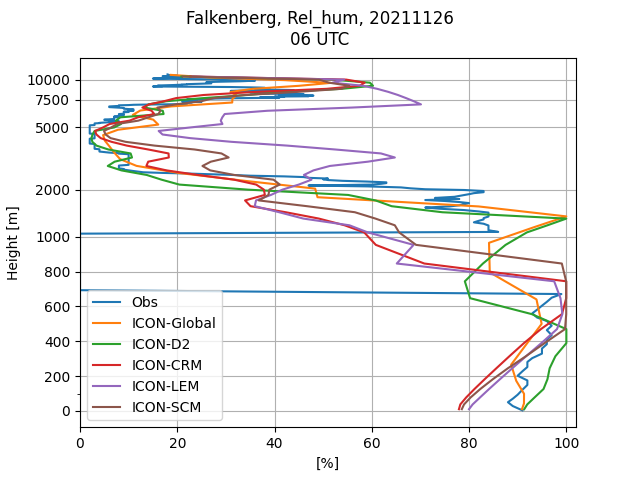 Falkenberg, Rel_hum, 20211126
06 UTC
Height [m]
10000
7500
5000
2000
1000
800
600
400
200
0
Obs
ICON-Global
ICON-D2
ICON-CRM
ICON-LEM
ICON-SCM
0 20 40 60 80 100
[%]